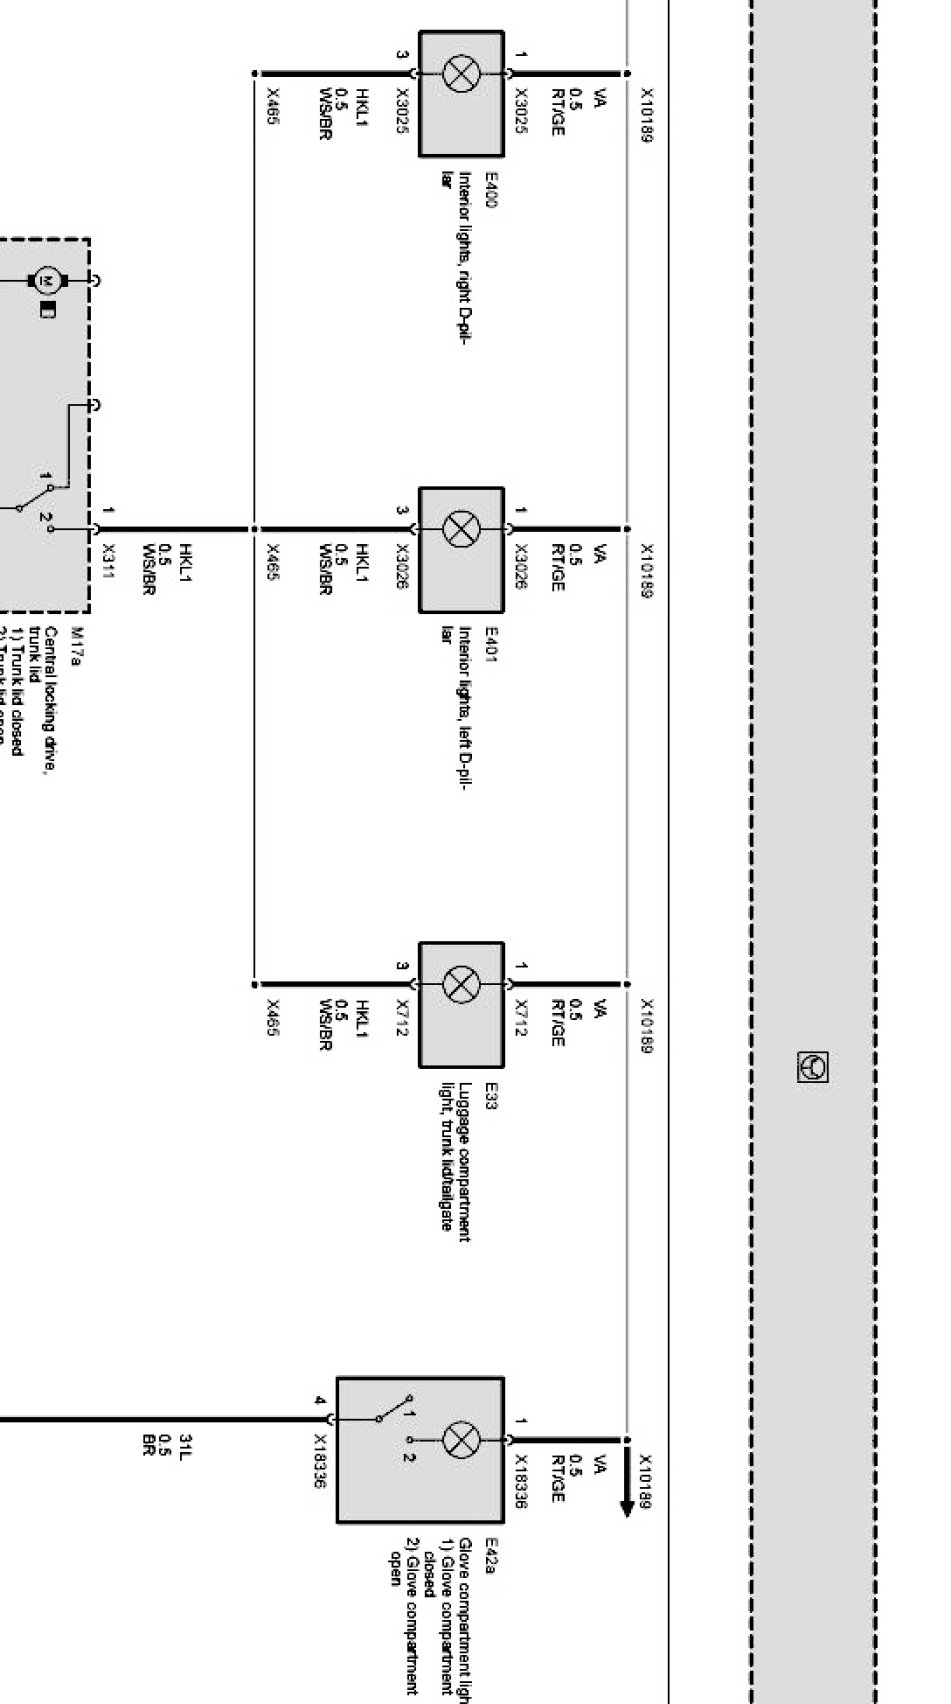 X10189
VA
0.5
RT/GE
1
X3025
E400
Interior lights, right D-pil-
lar
3
X3025
HKL1
0.5
WS/BR
X465
X10189
VA
0.5
RT/GE
1
X3026
E401
Interior lights, left D-pil-
lar
3
X3026
HKL1
0.5
WS/BR
X465
HKL1
0.5
WS/BR
1
X311
M
1
2
M17a
Central locking drive,
trunk lid
1) Trunk lid closed
2) Trunk lid open
X10189
VA
0.5
RT/GE
1
X712
E33
Luggage compartment
light, trunk lid/tailgate
3
X712
HKL1
0.5
WS/BR
X465
X10189
VA
0.5
RT/GE
1
X18336
1
2
E42a
Glove compartment ligh
1) Glove compartment
closed
2) Glove compartment
open
4
X18336
31L
0.5
BR